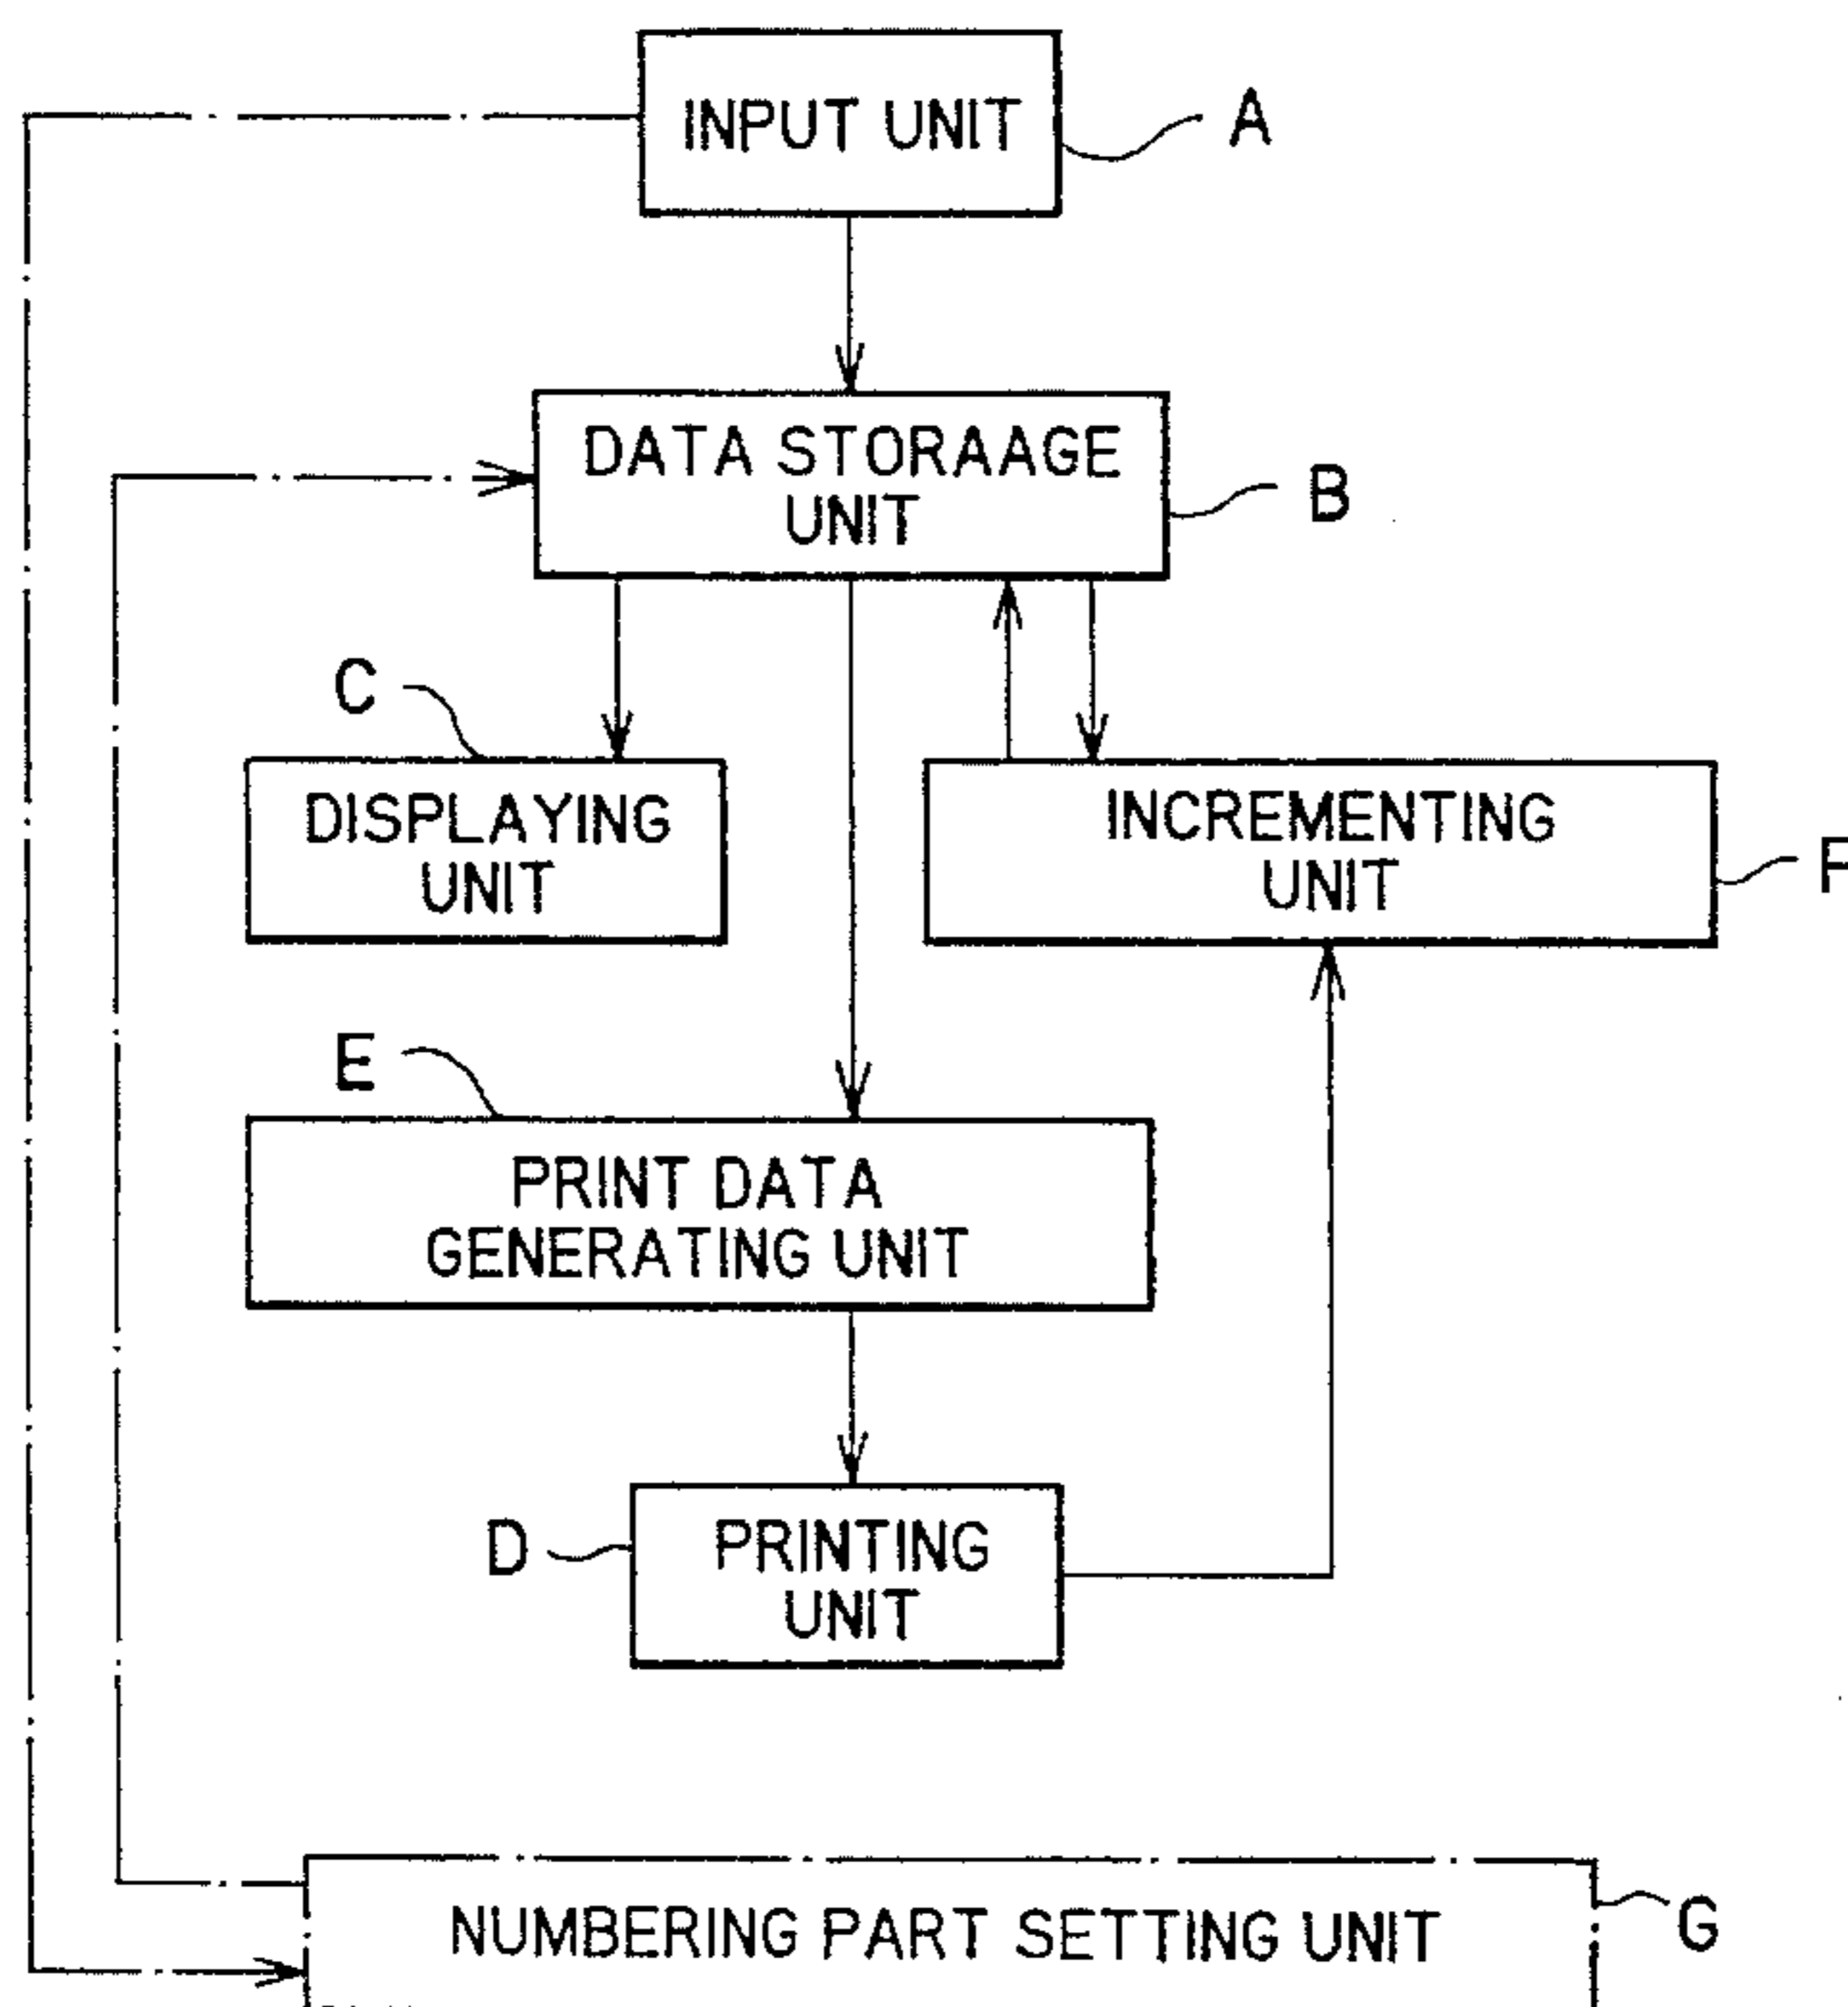 INPUT UNIT
A
DATA STORAAGE
UNIT
B
C
DISPLAYING
UNIT
INCREMENTING
UNIT
F
E
PRINT DATA
GENERATING UNIT
D
PRINTING
UNIT
NUMBERING PART SETTING UNIT
G